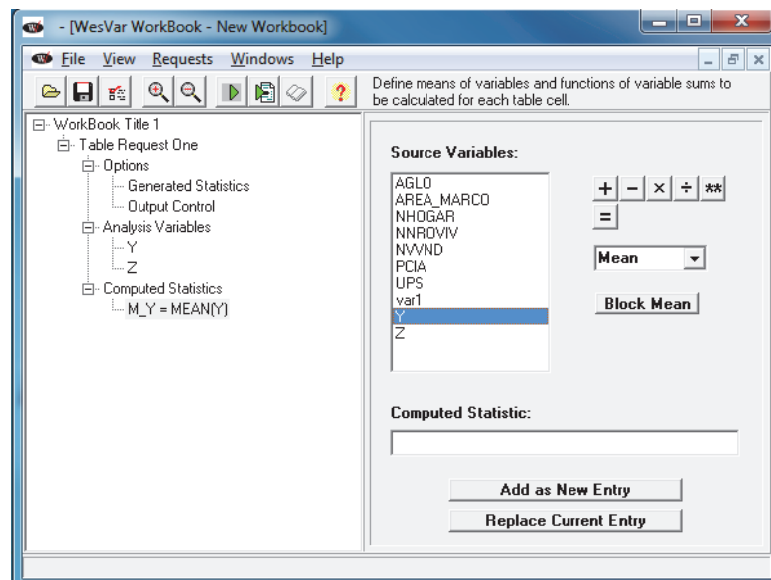 - [WesVar WorkBook - New Workbook]
File View Requests Windows Help
Define means of variables and functions of variable sums to
be calculated for each table cell.
WorkBook Title 1
Table Request One
Options
Generated Statistics
Output Control
Analysis Variables
Y
Z
Computed Statistics
M_Y = MEAN(Y)
Source Variables:
AGLO
AREA_MARCO
NHOGAR
NNROVIV
NVVND
PCIA
UPS
var1
Y
Z
+ − × ÷ **
=
Mean
Block Mean
Computed Statistic:
Add as New Entry
Replace Current Entry